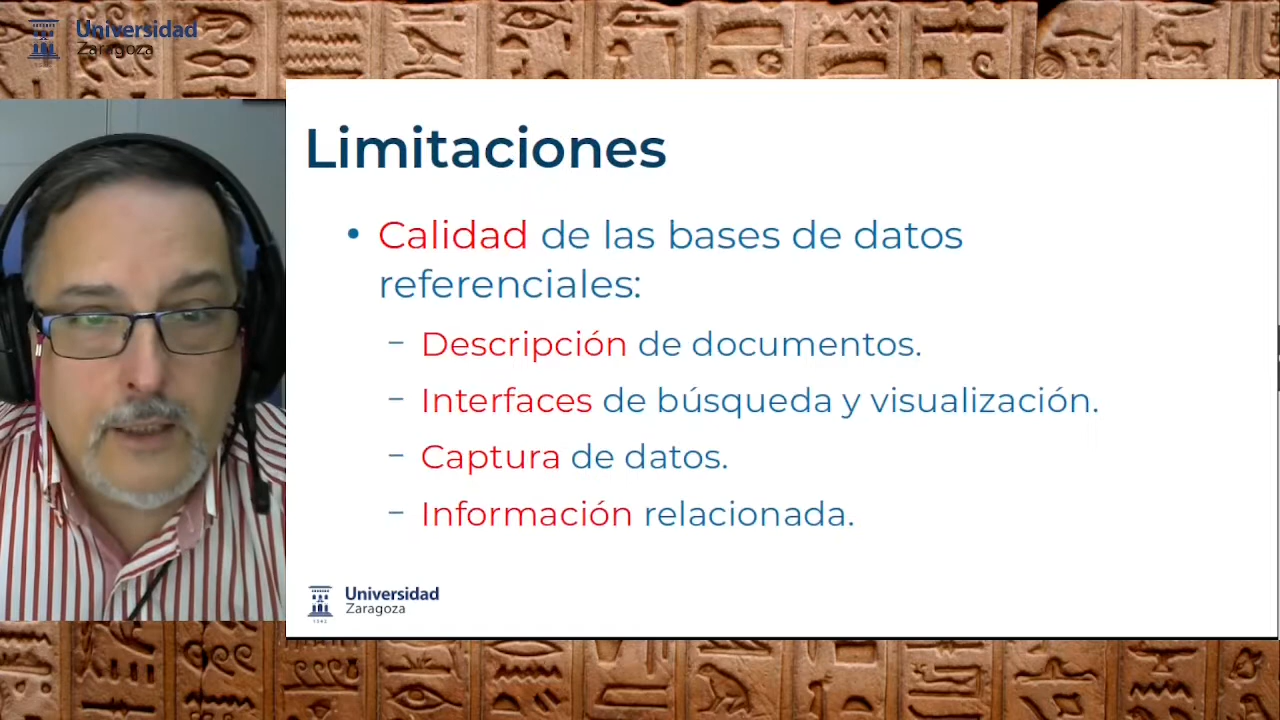 Universidad
Zaragoza
Limitaciones
• Calidad de las bases de datos
referenciales:
– Descripción de documentos.
– Interfaces de búsqueda y visualización.
– Captura de datos.
– Información relacionada.
Universidad
Zaragoza
1542